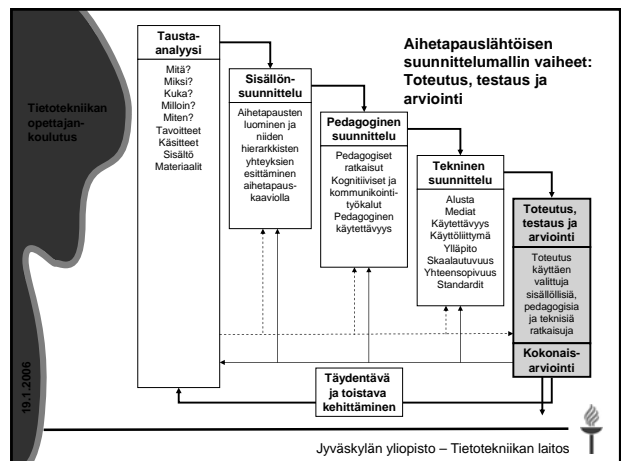 Aihetapauslähtöisen
suunnittelumallin vaiheet:
Toteutus, testaus ja
arviointi
Tietotekniikan
opettajan-
koulutus
19.1.2006
Tausta-
analyysi
Mitä?
Miksi?
Kuka?
Milloin?
Miten?
Tavoitteet
Käsitteet
Sisältö
Materiaalit
Sisällön-
suunnittelu
Aihetapausten
luominen ja
niiden
hierarkkisten
yhteyksien
esittäminen
aihetapaus-
kaaviolla
Pedagoginen
suunnittelu
Pedagogiset
ratkaisut
Kognitiiviset ja
kommunikointi-
työkalut
Pedagoginen
käytettävyys
Tekninen
suunnittelu
Alusta
Mediat
Käytettävyys
Käyttöliittymä
Ylläpito
Skaalautuvuus
Yhteensopivuus
Standardit
Toteutus,
testaus ja
arviointi
Toteutus
käyttäen
valittuja
sisällöllisiä,
pedagogisia
ja teknisiä
ratkaisuja
Kokonais-
arviointi
Täydentävä
ja toistava
kehittäminen
Jyväskylän yliopisto – Tietotekniikan laitos